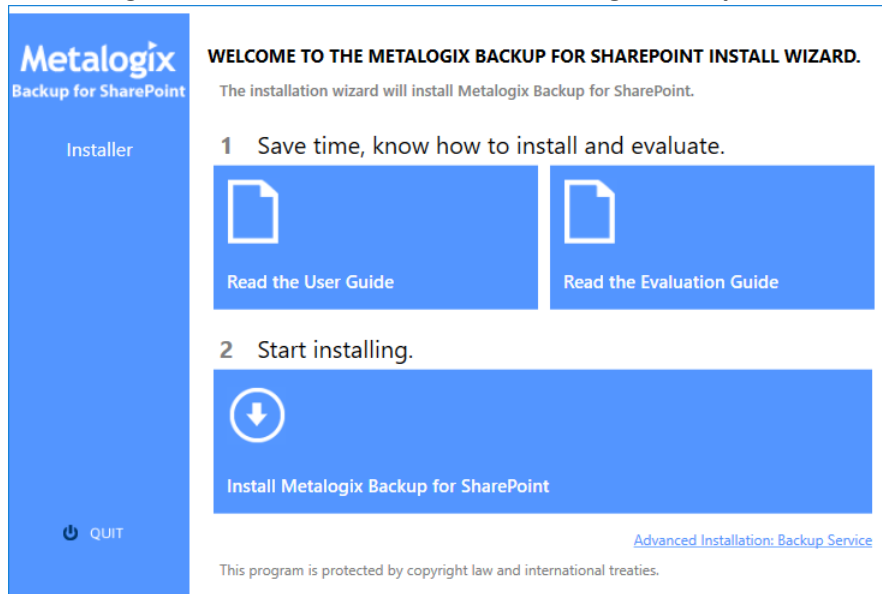 Metalogix
Backup for SharePoint
Installer
QUIT
WELCOME TO THE METALOGIX BACKUP FOR SHAREPOINT INSTALL WIZARD.
The installation wizard will install Metalogix Backup for SharePoint.
1 Save time, know how to install and evaluate.
Read the User Guide
Read the Evaluation Guide
2 Start installing.
Install Metalogix Backup for SharePoint
Advanced Installation: Backup Service
This program is protected by copyright law and international treaties.